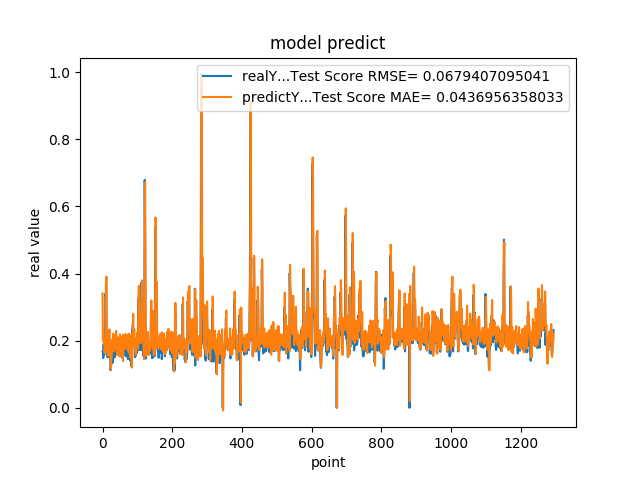 model predict
realY...Test Score RMSE= 0.0679407095041
predictY...Test Score MAE= 0.0436956358033
1.0
0.8
0.6
0.4
0.2
0.0
real value
0 200 400 600 800 1000 1200
point